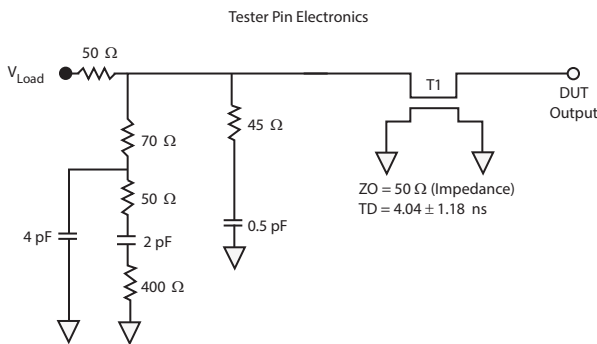 Tester Pin Electronics
50 Ω
V Load
T1
DUT
Output
45 Ω
70 Ω
ZO = 50 Ω (Impedance)
TD = 4.04 ± 1.18 ns
50 Ω
0.5 pF
4 pF
2 pF
400 Ω